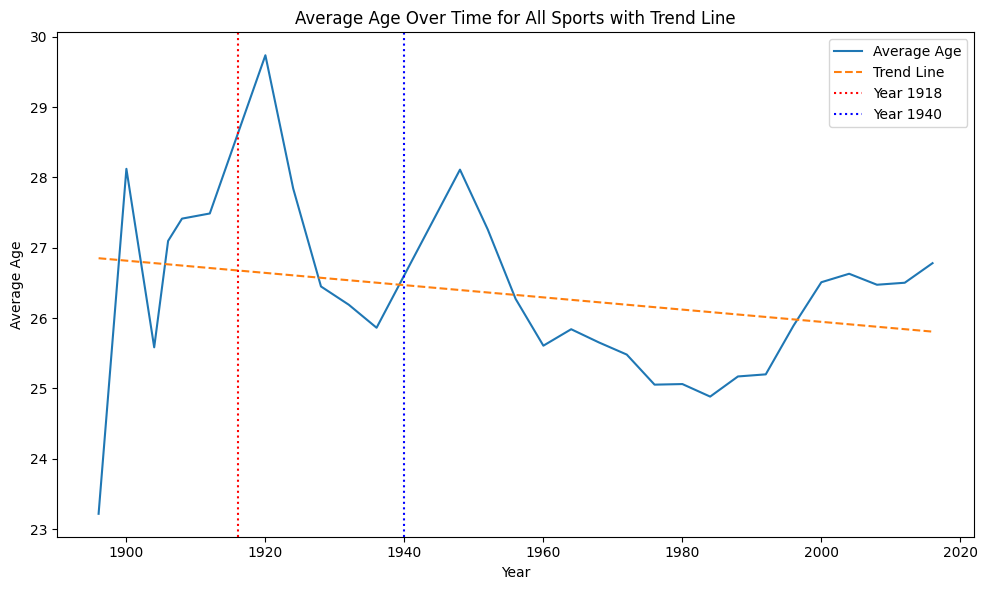 Average Age Over Time for All Sports with Trend Line
Average Age
Trend Line
Year 1918
Year 1940
30
29
28
27
26
25
24
23
Average Age
1900 1920 1940 1960 1980 2000 2020
Year